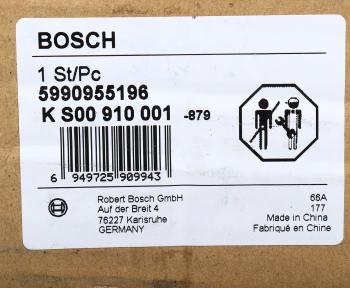 BOSCH
1 St/Pc
5990955196
K S00 910 001 -879
6 949725 909943
Robert Bosch GmbH
Auf der Breit 4
76227 Karlsruhe
GERMANY
66A
177
Made in China
Fabriqué en Chine